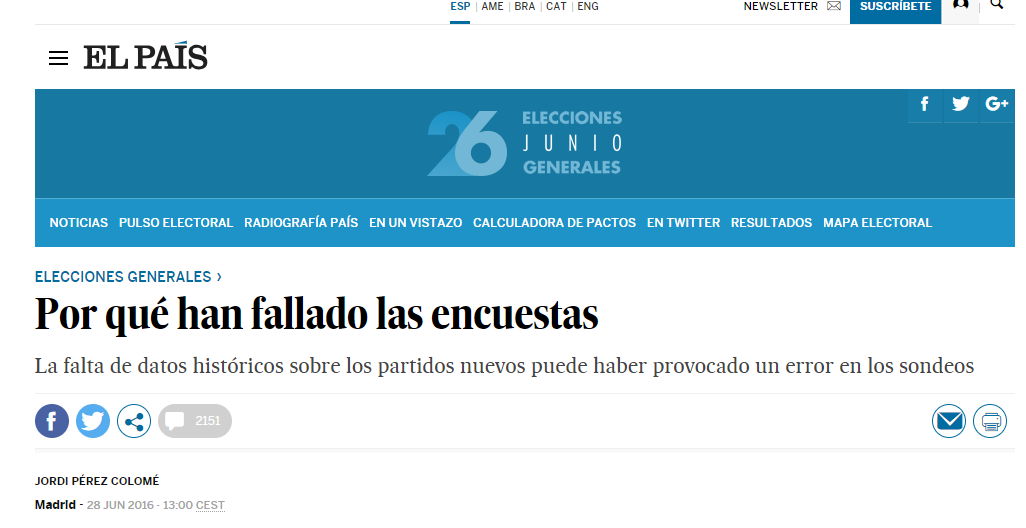 ESP | AME | BRA | CAT | ENG
NEWSLETTER
SUSCRÍBETE
EL PAÍS
26
ELECCIONES
JUNIO
GENERALES
f
G+
NOTICIAS PULSO ELECTORAL RADIOGRAFÍA PAÍS EN UN VISTAZO CALCULADORA DE PACTOS EN TWITTER RESULTADOS MAPA ELECTORAL
ELECCIONES GENERALES ›
Por qué han fallado las encuestas
La falta de datos históricos sobre los partidos nuevos puede haber provocado un error en los sondeos
f
2151
JORDI PÉREZ COLOMÉ
Madrid - 28 JUN 2016 - 13:00 CEST